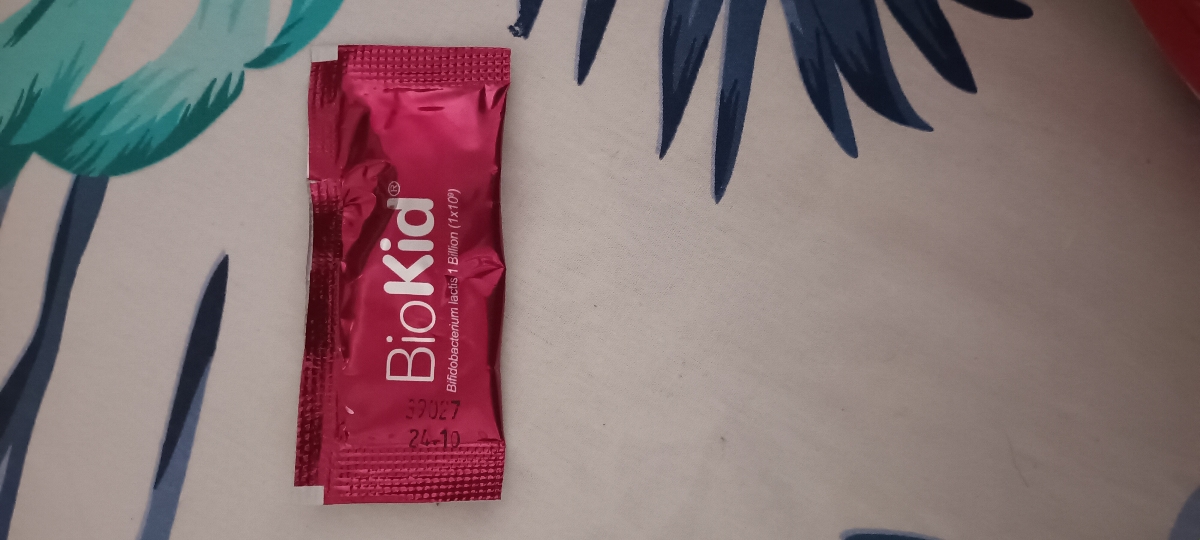 BioKid®
Bifidobacterium lactis 1 Billion (1x10⁹)
39027
24-10